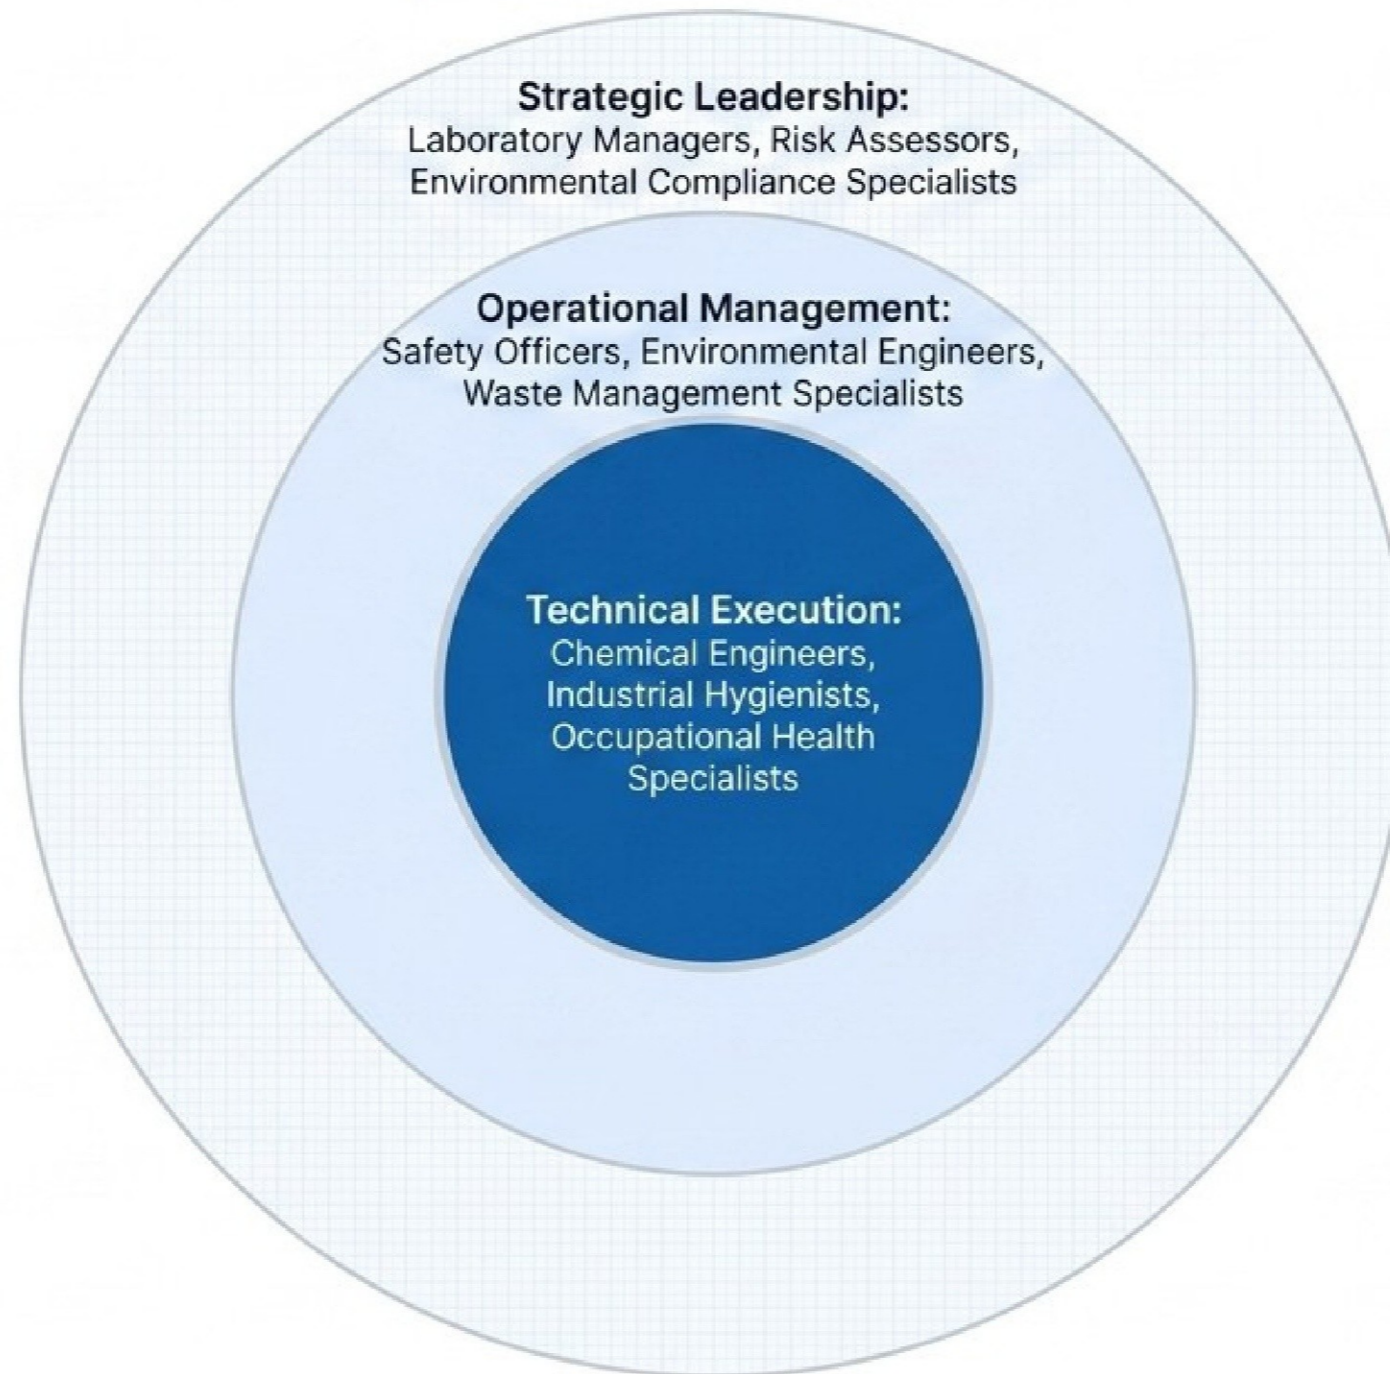 Strategic Leadership:
Laboratory Managers, Risk Assessors,
Environmental Compliance Specialists
Operational Management:
Safety Officers, Environmental Engineers,
Waste Management Specialists
Technical Execution:
Chemical Engineers,
Industrial Hygienists,
Occupational Health
Specialists